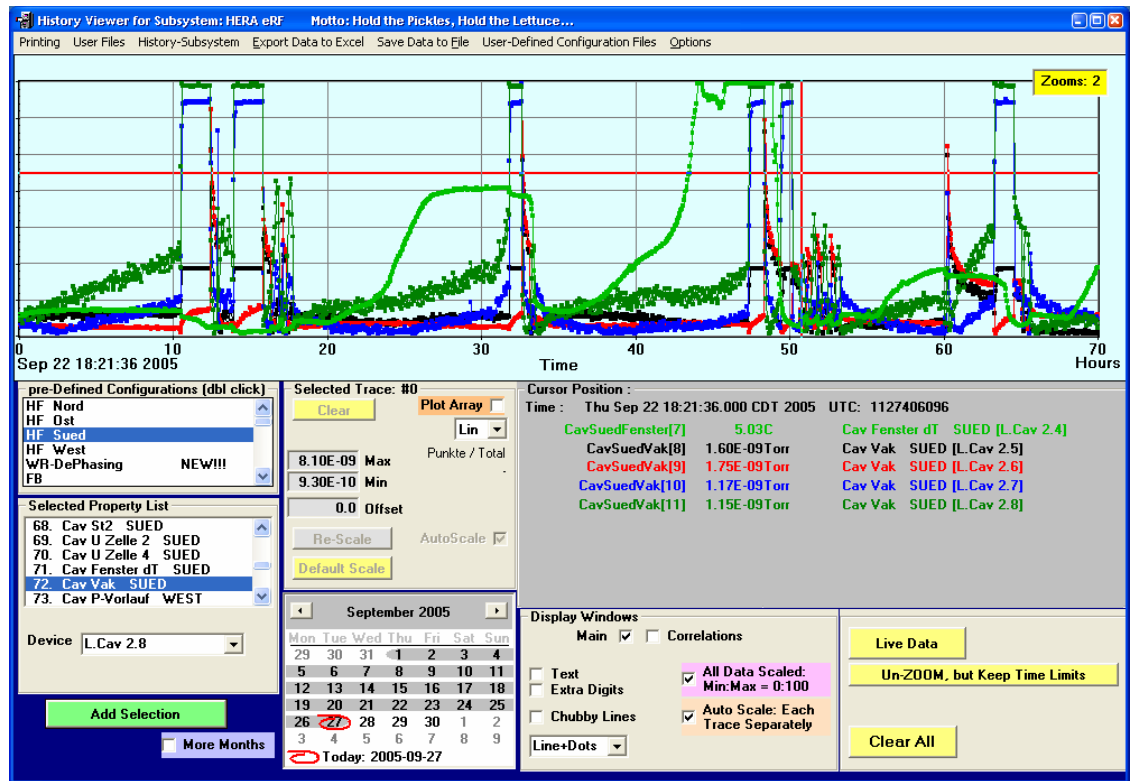 History Viewer for Subsystem: HERA eRF Motto: Hold the Pickles, Hold the Lettuce...
Printing User Files History-Subsystem Export Data to Excel Save Data to File User-Defined Configuration Files Options
Zooms: 2
0 10 20 30 40 50 60 70
Sep 22 18:21:36 2005 Time Hours
pre-Defined Configurations (dbl click)
HF Nord
HF Ost
HF Sued
HF West
WR-DePhasing NEW!!!
FB
Selected Property List
68. Cav St2 SUED
69. Cav U Zelle 2 SUED
70. Cav U Zelle 4 SUED
71. Cav Fenster dT SUED
72. Cav Vak SUED
73. Cav P-Vorlauf WEST
Device L.Cav 2.8
Add Selection
More Months
Selected Trace: #0
Clear Plot Array
Lin
8.10E-09 Max Punkte / Total
9.30E-10 Min -
0.0 Offset
Re-Scale AutoScale
Default Scale
September 2005
Mon Tue Wed Thu Fri Sat Sun
29 30 31 1 2 3 4
5 6 7 8 9 10 11
12 13 14 15 16 17 18
19 20 21 22 23 24 25
26 27 28 29 30 1 2
3 4 5 6 7 8 9
Today: 2005-09-27
Cursor Position :
Time : Thu Sep 22 18:21:36.000 CDT 2005 UTC: 1127406096
CavSuedFenster[7] 5.03C Cav Fenster dT SUED [L.Cav 2.4]
CavSuedVak[8] 1.60E-09Torr Cav Vak SUED [L.Cav 2.5]
CavSuedVak[9] 1.75E-09Torr Cav Vak SUED [L.Cav 2.6]
CavSuedVak[10] 1.17E-09Torr Cav Vak SUED [L.Cav 2.7]
CavSuedVak[11] 1.15E-09Torr Cav Vak SUED [L.Cav 2.8]
Display Windows
Main Correlations
Text
Extra Digits
Chubby Lines
Line+Dots
All Data Scaled:
Min:Max = 0:100
Auto Scale: Each
Trace Separately
Live Data
Un-ZOOM, but Keep Time Limits
Clear All